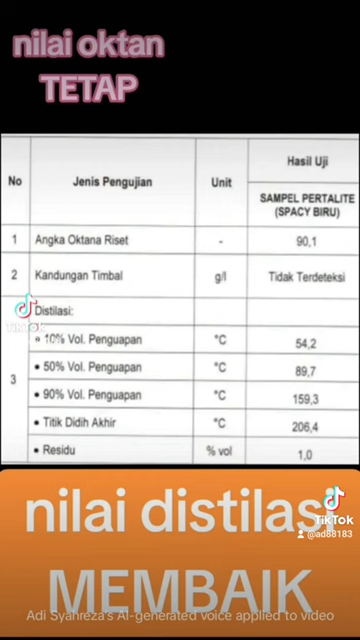 nilai oktan
TETAP
No Jenis Pengujian Unit Hasil Uji
SAMPEL PERTALITE
(SPACY BIRU)
1 Angka Oktana Riset - 90,1
2 Kandungan Timbal g/l Tidak Terdeteksi
3 Distilasi:
• 10% Vol. Penguapan °C 54,2
• 50% Vol. Penguapan °C 89,7
• 90% Vol. Penguapan °C 159,3
• Titik Didih Akhir °C 206,4
• Residu % vol 1,0
TikTok
nilai distilasi
MEMBAIK
TikTok
@ad88183
Adi Syahreza's AI-generated voice applied to video